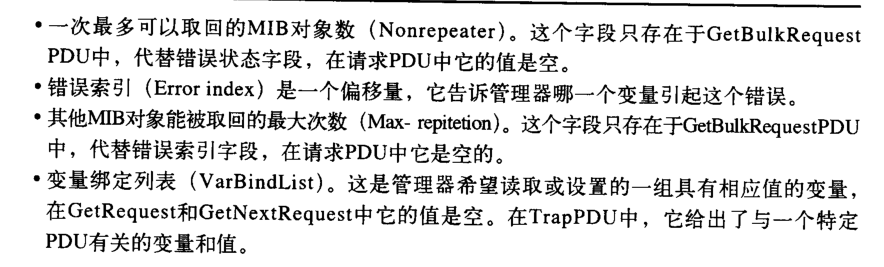 •一次最多可以取回的MIB对象数（Nonrepeater）。这个字段只存在于GetBulkRequest
PDU中，代替错误状态字段，在请求PDU中它的值是空。
•错误索引（Error index）是一个偏移量，它告诉管理器哪一个变量引起这个错误。
•其他MIB对象能被取回的最大次数（Max- repitetion）。这个字段只存在于GetBulkRequestPDU
中，代替错误索引字段，在请求PDU中它是空的。
•变量绑定列表（VarBindList）。这是管理器希望读取或设置的一组具有相应值的变量，
在GetRequest和GetNextRequest中它的值是空。在TrapPDU中，它给出了与一个特定
PDU有关的变量和值。